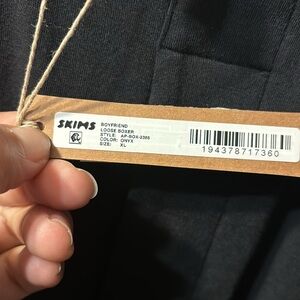 SKIMS
BOYFRIEND
LOOSE BOXER
STYLE: AP-BOX-2385
COLOR: ONYX
SIZE: XL
194378717360